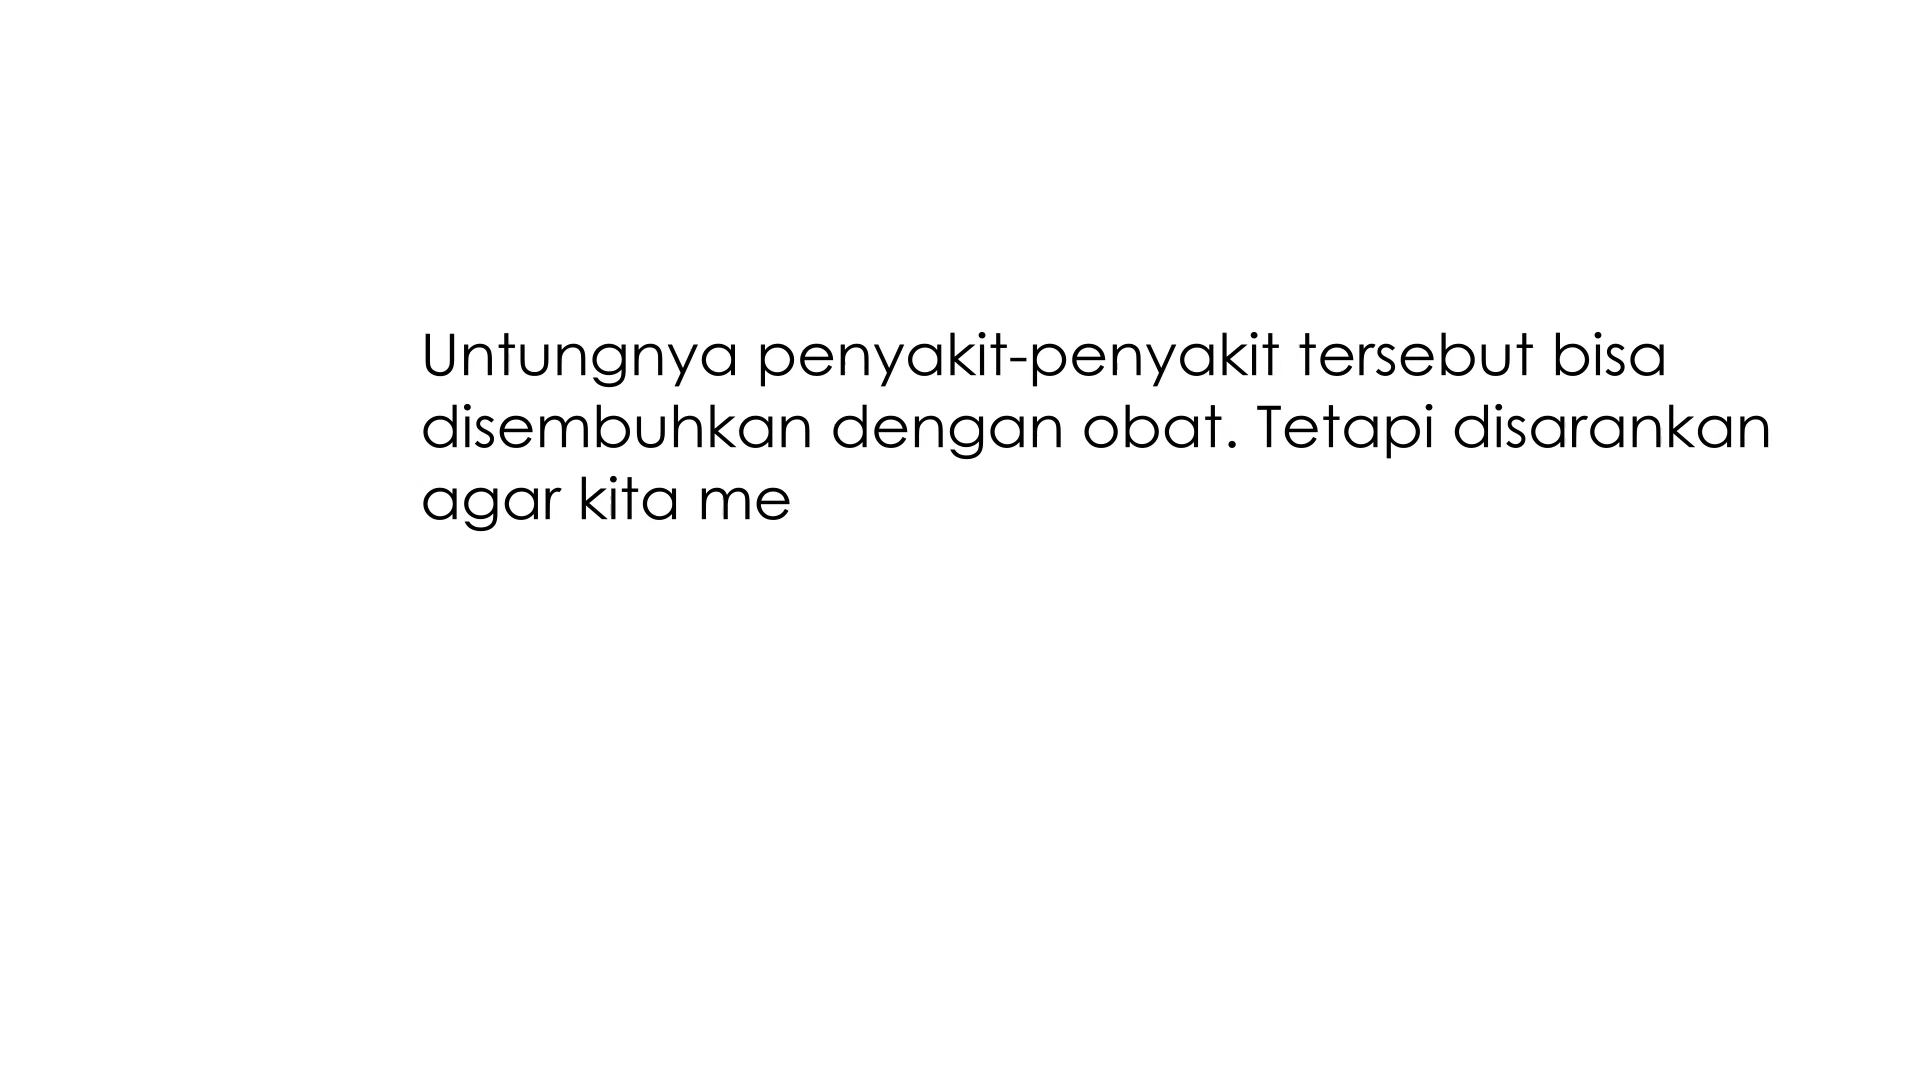 Untungnya penyakit-penyakit tersebut bisa
disembuhkan dengan obat. Tetapi disarankan
agar kita me